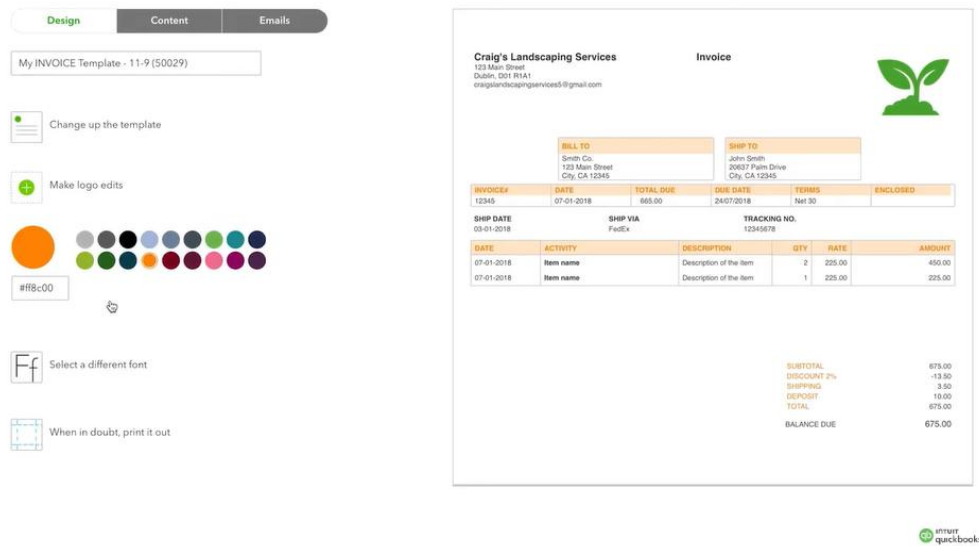 Design Content Emails
My INVOICE Template - 11-9 (50029)
Change up the template
Make logo edits
#ff8c00
Ff Select a different font
When in doubt, print it out
Craig's Landscaping Services Invoice
123 Main Street
Dublin, D01 R1A1
craigslandscapingservices5@gmail.com
BILL TO SHIP TO
Smith Co. John Smith
123 Main Street 20637 Palm Drive
City, CA 12345 City, CA 12345
INVOICE# DATE TOTAL DUE DUE DATE TERMS ENCLOSED
12345 07-01-2018 665.00 24/07/2018 Net 30
SHIP DATE SHIP VIA TRACKING NO.
03-01-2018 FedEx 12345678
DATE ACTIVITY DESCRIPTION QTY RATE AMOUNT
07-01-2018 Item name Description of the item 2 225.00 450.00
07-01-2018 Item name Description of the item 1 225.00 225.00
SUBTOTAL 675.00
DISCOUNT 2% -13.50
SHIPPING 3.50
DEPOSIT 10.00
TOTAL 675.00
BALANCE DUE 675.00
qb INTUIT
quickbooks